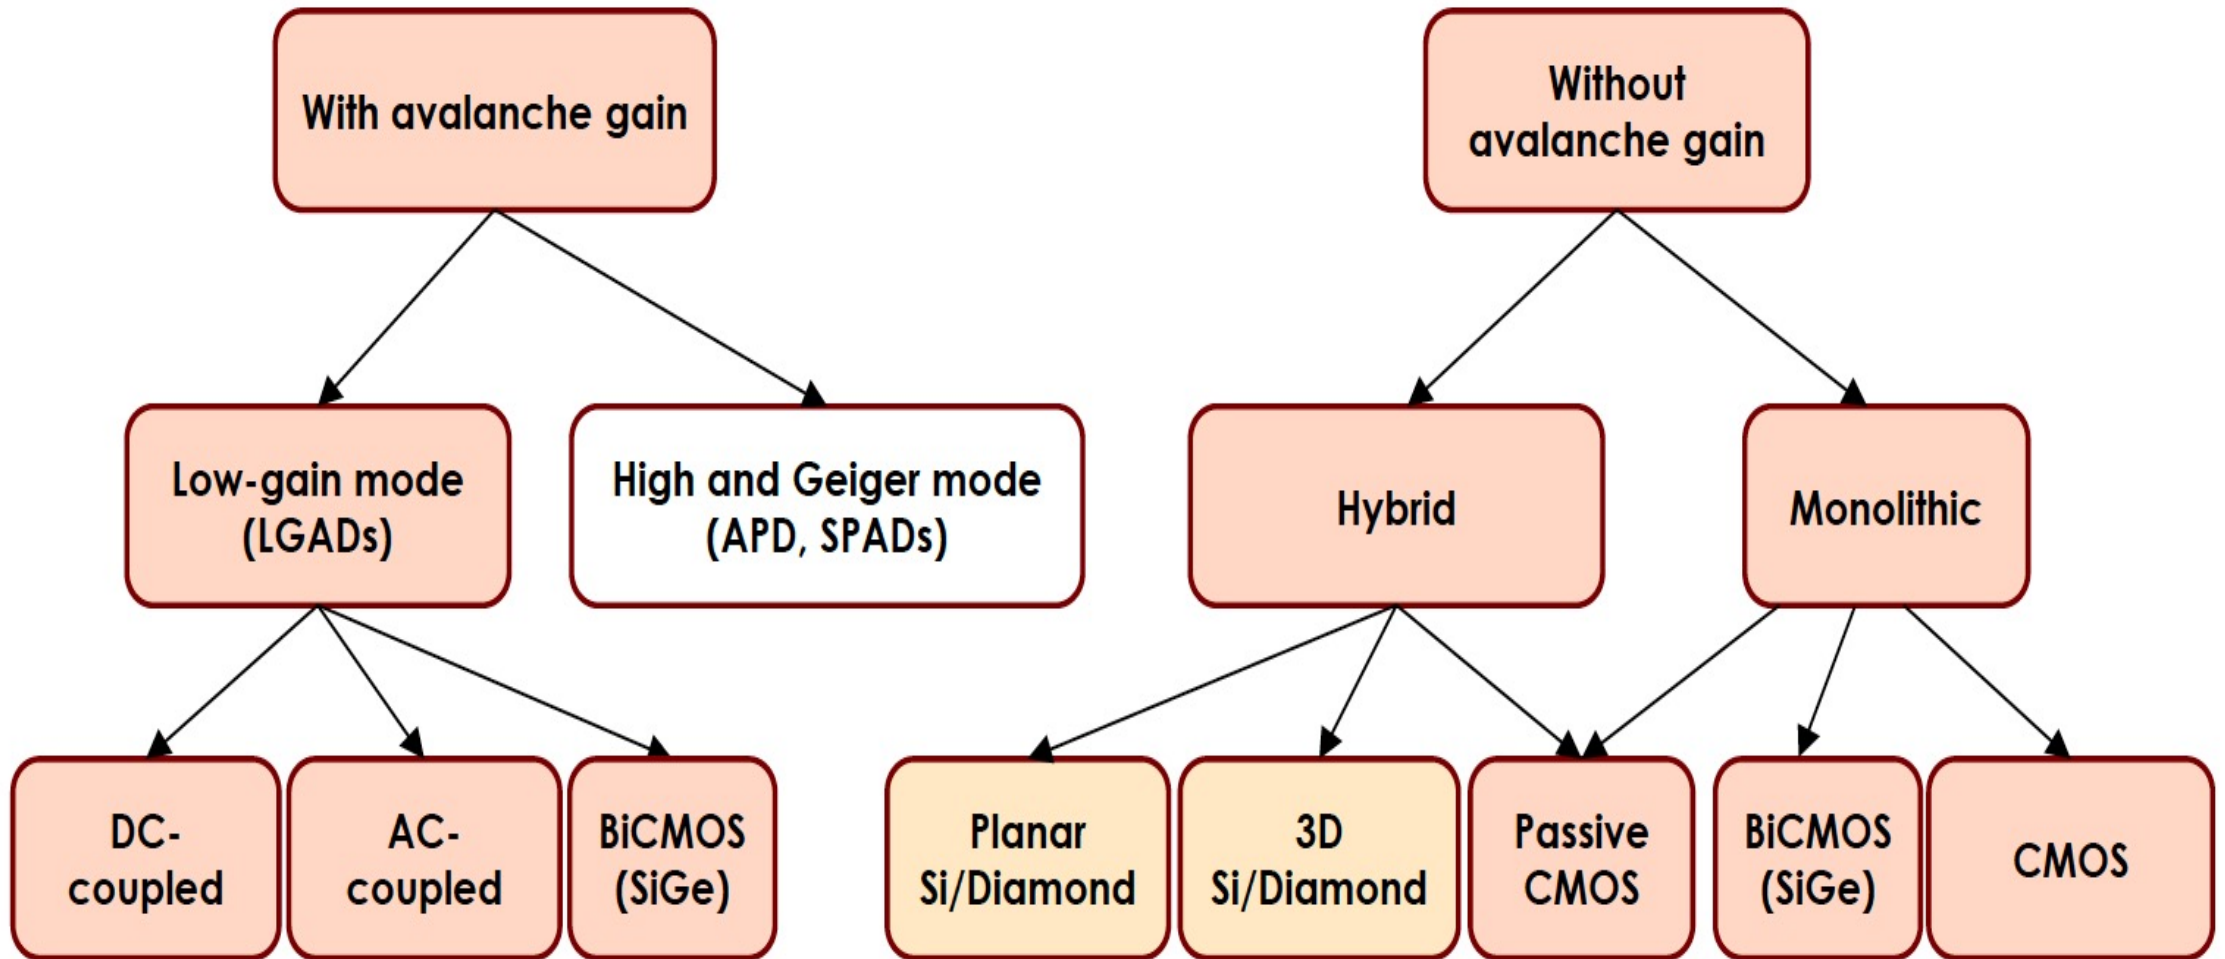 With avalanche gain
Without
avalanche gain
Low-gain mode
(LGADs)
High and Geiger mode
(APD, SPADs)
Hybrid
Monolithic
DC-
coupled
AC-
coupled
BiCMOS
(SiGe)
Planar
Si/Diamond
3D
Si/Diamond
Passive
CMOS
BiCMOS
(SiGe)
CMOS